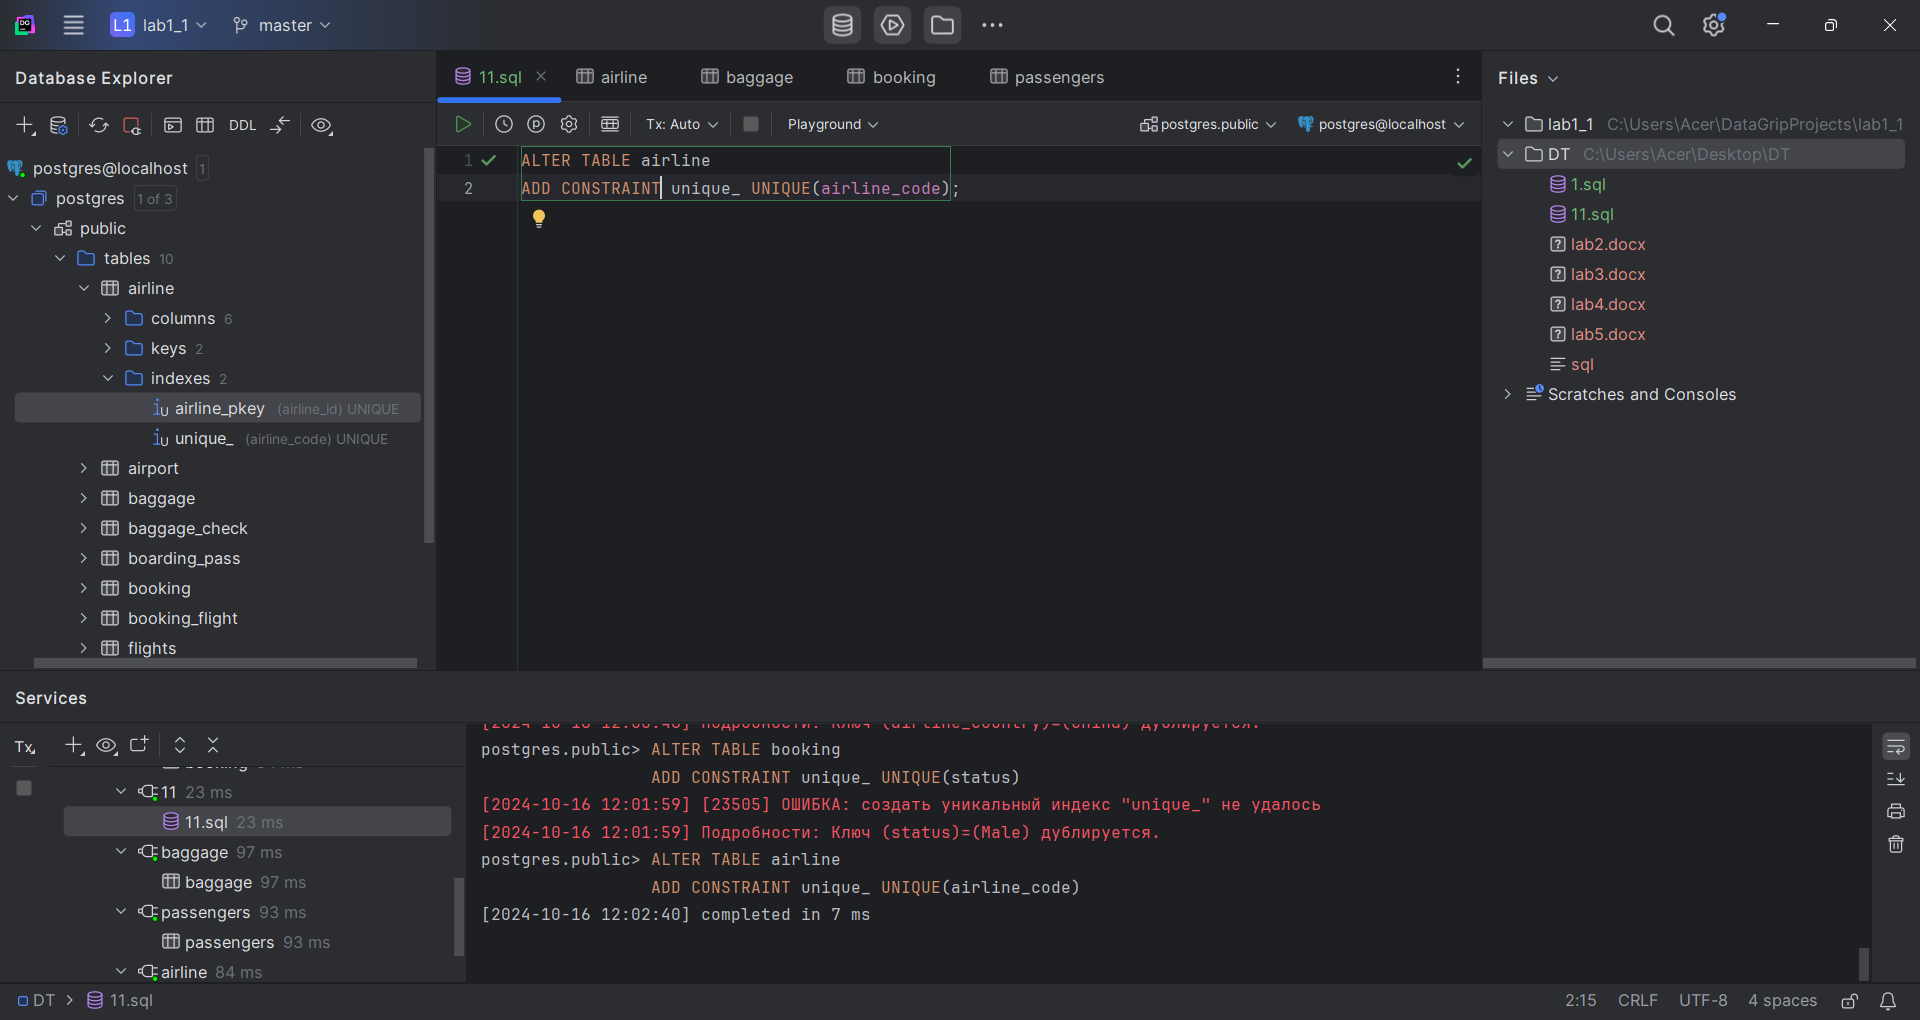 L1 lab1_1 master
Database Explorer
DDL
postgres@localhost 1
postgres 1 of 3
public
tables 10
airline
columns 6
keys 2
indexes 2
airline_pkey (airline_id) UNIQUE
unique_ (airline_code) UNIQUE
airport
baggage
baggage_check
boarding_pass
booking
booking_flight
flights
11.sql airline baggage booking passengers
Tx: Auto Playground postgres.public postgres@localhost
1 ALTER TABLE airline
2 ADD CONSTRAINT unique_ UNIQUE(airline_code);
Files
lab1_1 C:\Users\Acer\DataGripProjects\lab1_1
DT C:\Users\Acer\Desktop\DT
1.sql
11.sql
lab2.docx
lab3.docx
lab4.docx
lab5.docx
sql
Scratches and Consoles
Services
Tx
11 23 ms
11.sql 23 ms
baggage 97 ms
baggage 97 ms
passengers 93 ms
passengers 93 ms
airline 84 ms
postgres.public> ALTER TABLE booking
ADD CONSTRAINT unique_ UNIQUE(status)
[2024-10-16 12:01:59] [23505] ОШИБКА: создать уникальный индекс "unique_" не удалось
[2024-10-16 12:01:59] Подробности: Ключ (status)=(Male) дублируется.
postgres.public> ALTER TABLE airline
ADD CONSTRAINT unique_ UNIQUE(airline_code)
[2024-10-16 12:02:40] completed in 7 ms
DT 11.sql
2:15 CRLF UTF-8 4 spaces